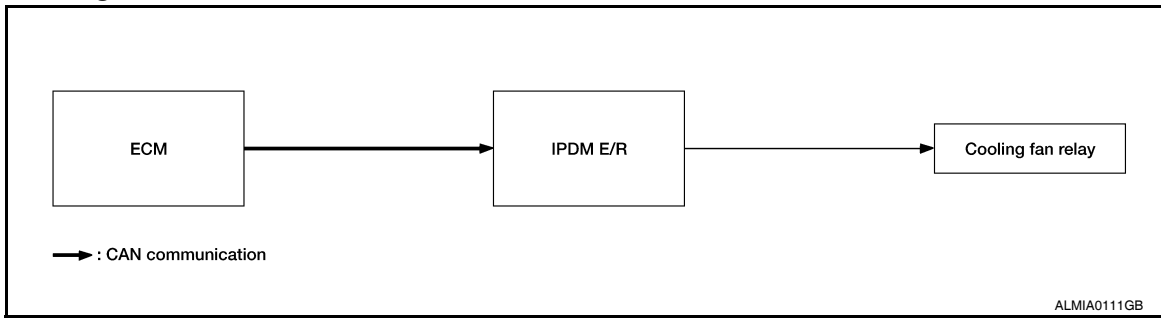 ECM
IPDM E/R
Cooling fan relay
: CAN communication
ALMIA0111GB